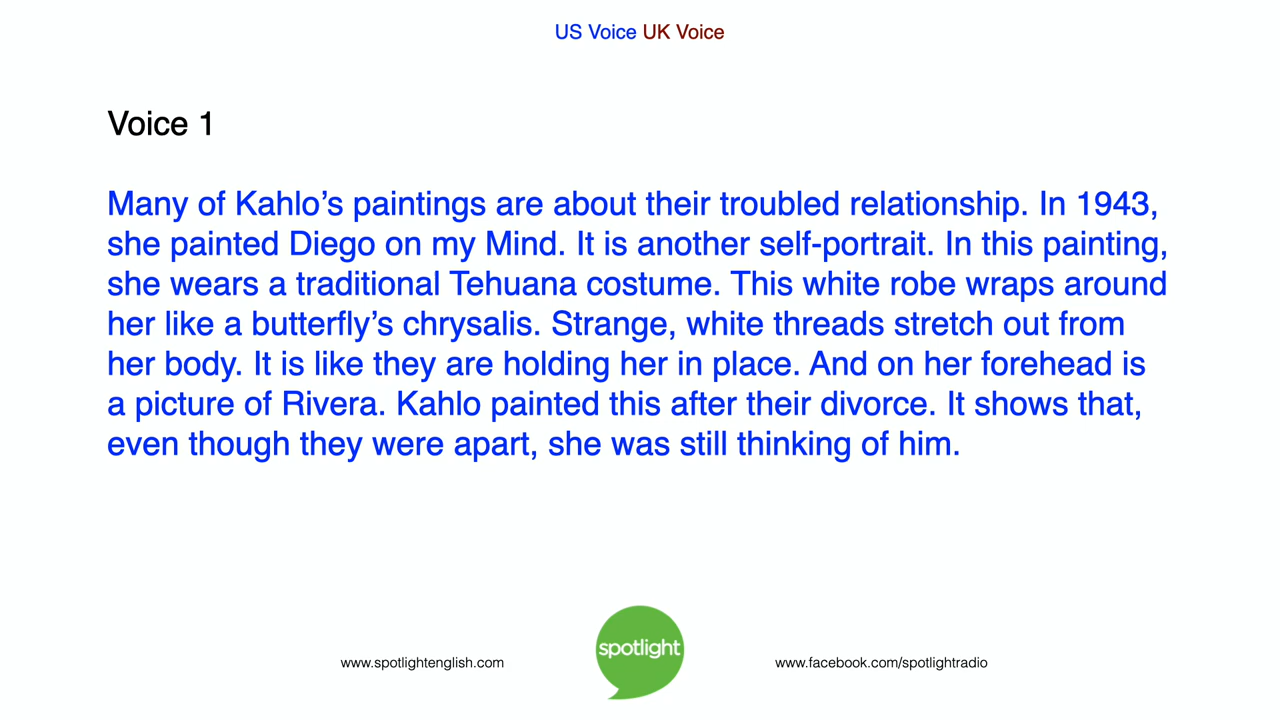 US Voice UK Voice
Voice 1
Many of Kahlo’s paintings are about their troubled relationship. In 1943,
she painted Diego on my Mind. It is another self-portrait. In this painting,
she wears a traditional Tehuana costume. This white robe wraps around
her like a butterfly’s chrysalis. Strange, white threads stretch out from
her body. It is like they are holding her in place. And on her forehead is
a picture of Rivera. Kahlo painted this after their divorce. It shows that,
even though they were apart, she was still thinking of him.
www.spotlightenglish.com
spotlight
www.facebook.com/spotlightradio